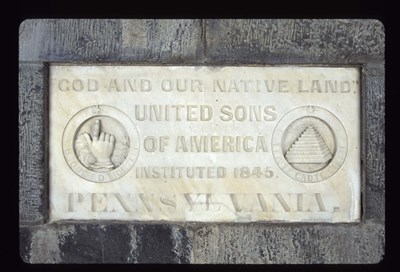 "GOD AND OUR NATIVE LAND,"
UNITED SONS
OF AMERICA
INSTITUTED 1845.
PENNSYLVANIA.